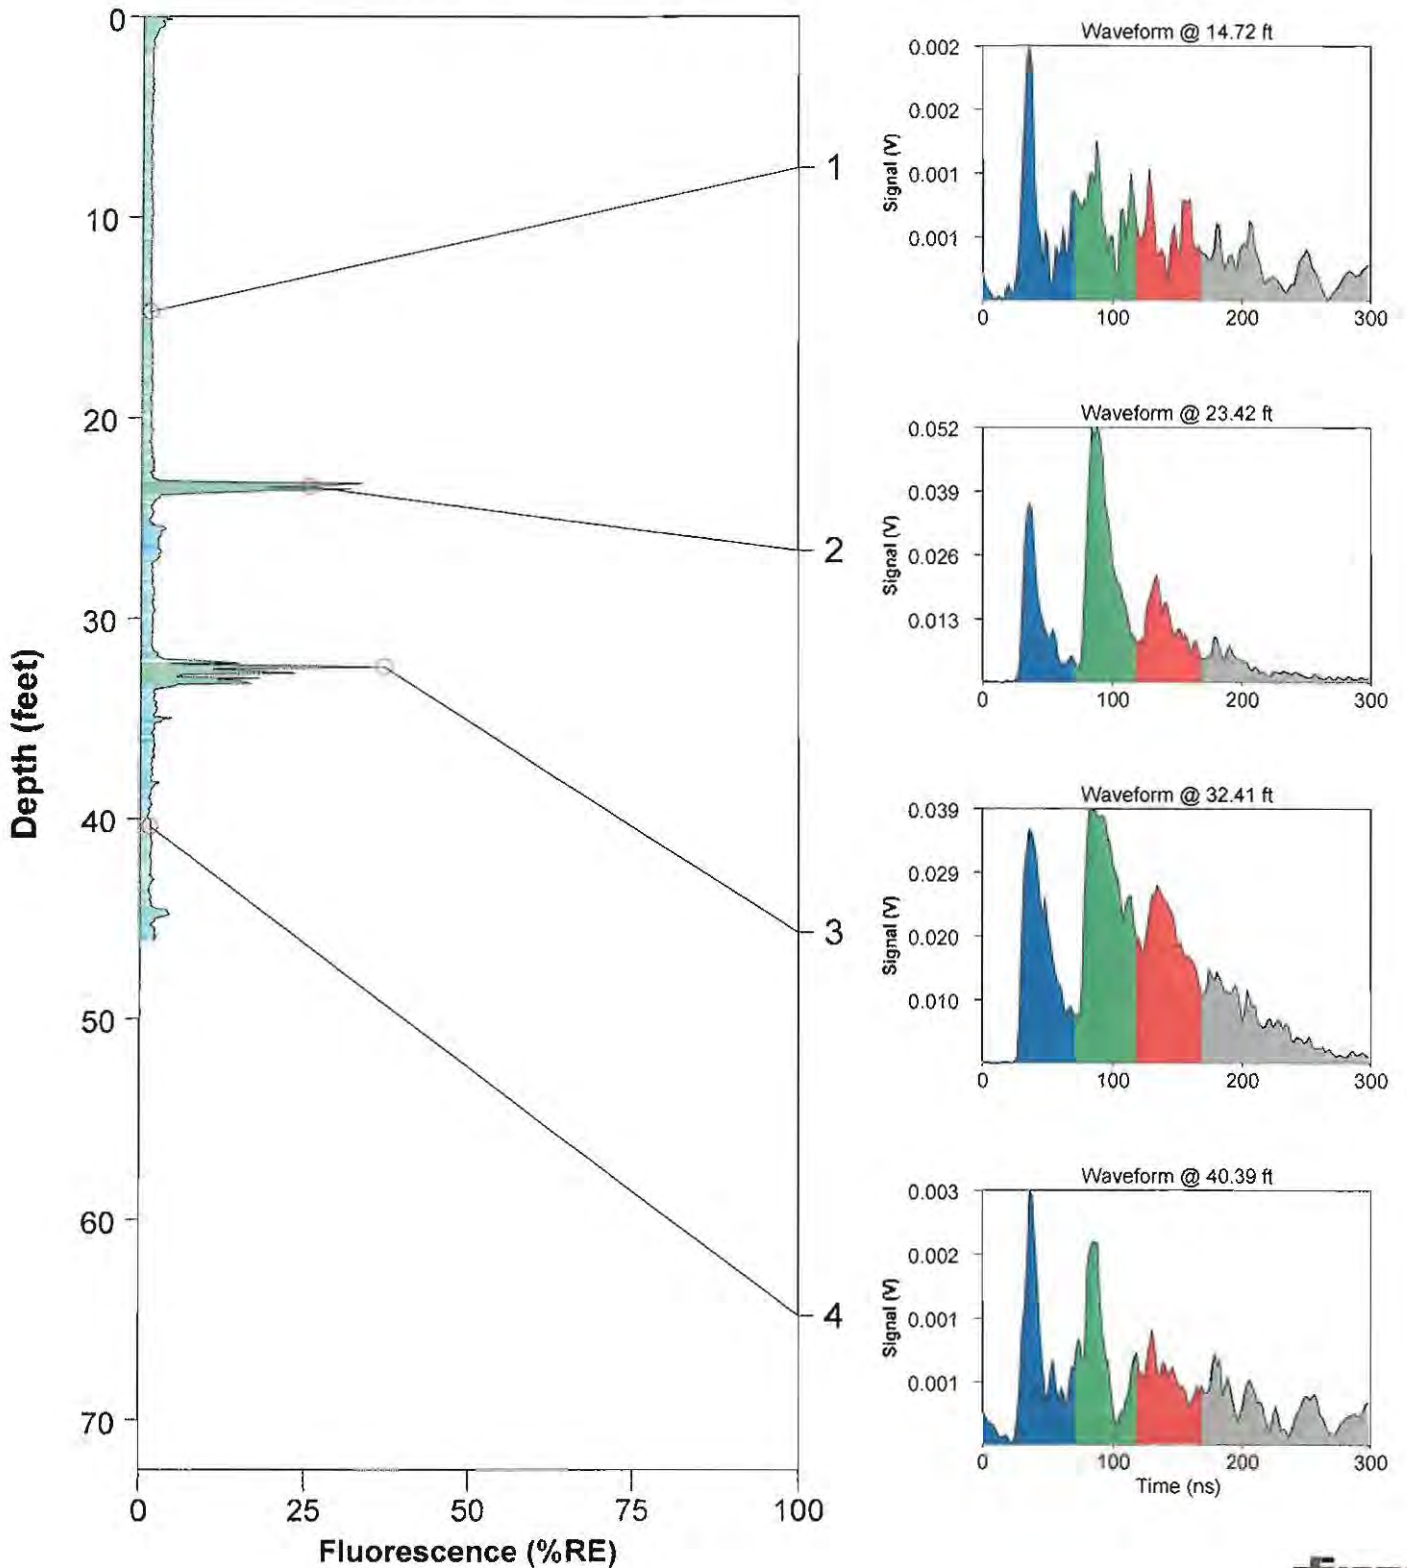 0
10
20
30
40
50
60
70
Depth (feet)
0 25 50 75 100
Fluorescence (%RE)
1
2
3
4
Waveform @ 14.72 ft
0.002
0.002
0.001
0.001
Signal (V)
0 100 200 300
Waveform @ 23.42 ft
0.052
0.039
0.026
0.013
Signal (V)
0 100 200 300
Waveform @ 32.41 ft
0.039
0.029
0.020
0.010
Signal (V)
0 100 200 300
Waveform @ 40.39 ft
0.003
0.002
0.001
0.001
Signal (V)
0 100 200 300
Time (ns)